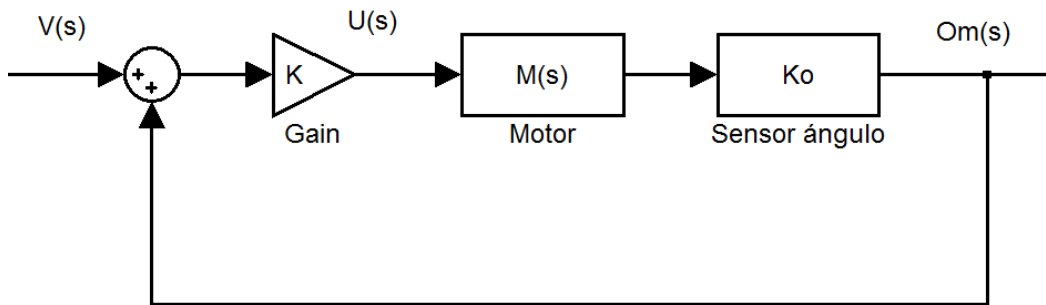 V(s)
U(s)
Om(s)
+
+
K
M(s)
Ko
Gain
Motor
Sensor ángulo